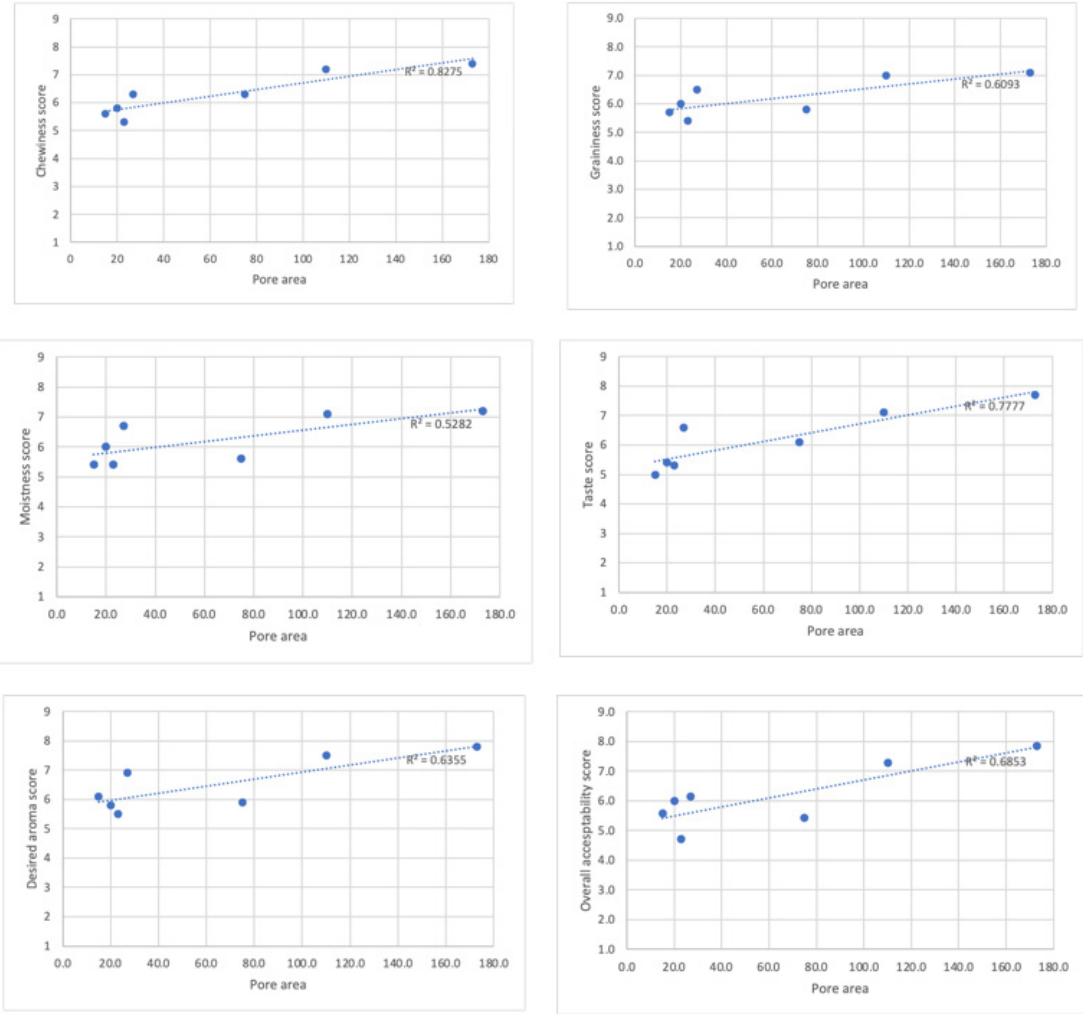 9
8
7
6
5
4
3
2
1
Chewiness score
R² = 0.8275
0 20 40 60 80 100 120 140 160 180
Pore area
9.0
8.0
7.0
6.0
5.0
4.0
3.0
2.0
1.0
Graininess score
R² = 0.6093
0.0 20.0 40.0 60.0 80.0 100.0 120.0 140.0 160.0 180.0
Pore area
9
8
7
6
5
4
3
2
1
Moistness score
R² = 0.5282
0.0 20.0 40.0 60.0 80.0 100.0 120.0 140.0 160.0 180.0
Pore area
9
8
7
6
5
4
3
2
1
Taste score
R² = 0.7777
0.0 20.0 40.0 60.0 80.0 100.0 120.0 140.0 160.0 180.0
Pore area
9
8
7
6
5
4
3
2
1
Desired aroma score
R² = 0.6355
0.0 20.0 40.0 60.0 80.0 100.0 120.0 140.0 160.0 180.0
Pore area
9.0
8.0
7.0
6.0
5.0
4.0
3.0
2.0
1.0
Overall accesptability score
R² = 0.6853
0.0 20.0 40.0 60.0 80.0 100.0 120.0 140.0 160.0 180.0
Pore area